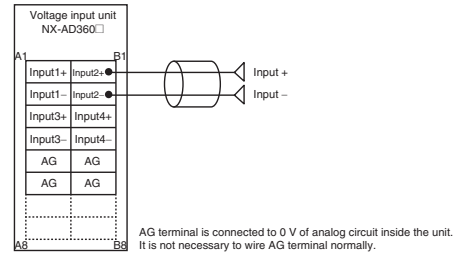 Voltage input unit
NX-AD360□
A1 B1
Input1+ Input2+ Input +
Input1− Input2− Input −
Input3+ Input4+
Input3− Input4−
AG AG
AG AG
A8 B8
AG terminal is connected to 0 V of analog circuit inside the unit.
It is not necessary to wire AG terminal normally.